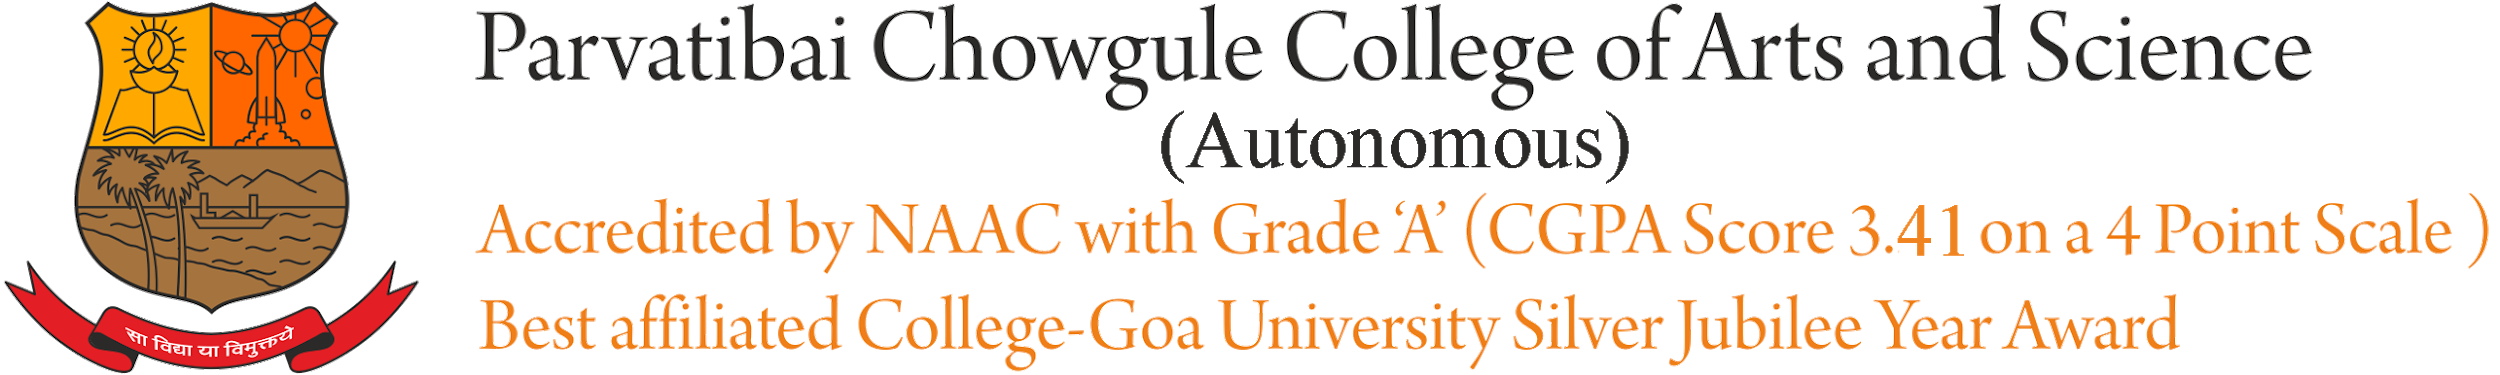 Parvatibai Chowgule College of Arts and Science
(Autonomous)
Accredited by NAAC with Grade ‘A’ (CGPA Score 3.41 on a 4 Point Scale )
Best affiliated College-Goa University Silver Jubilee Year Award
सा विद्या या विमुक्तये